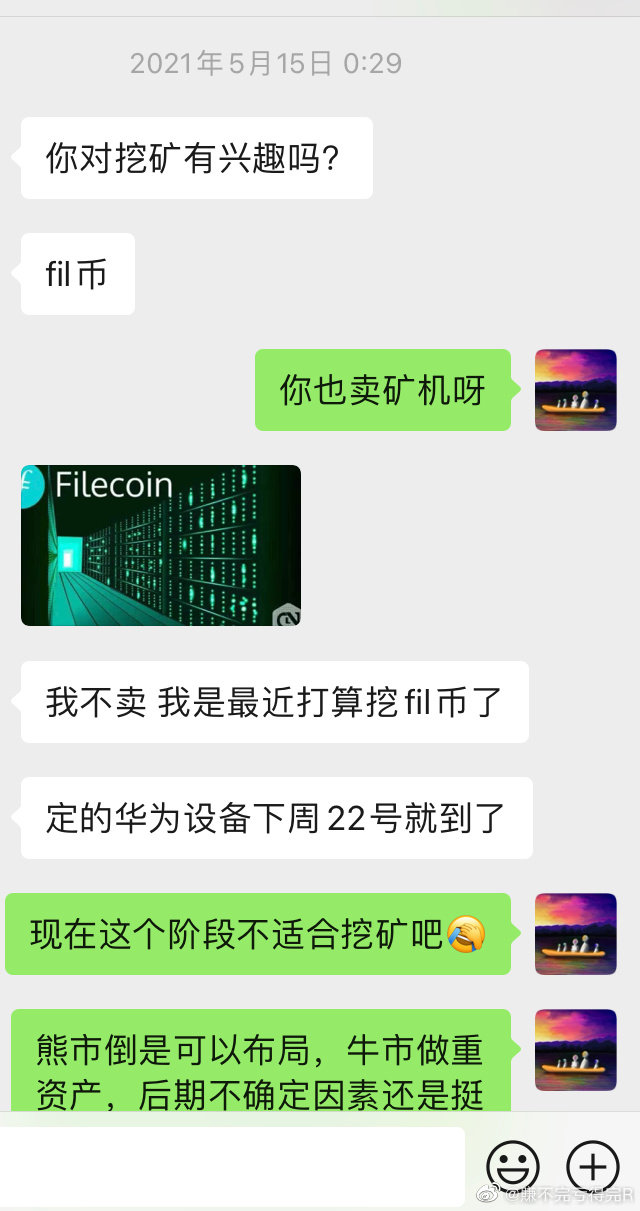 2021年5月15日 0:29
你对挖矿有兴趣吗?
fil币
你也卖矿机呀
Filecoin
CN
我不卖 我是最近打算挖fil币了
定的华为设备下周22号就到了
现在这个阶段不适合挖矿吧🤦
熊市倒是可以布局，牛市做重
资产，后期不确定因素还是挺
@赚不完亏得完R